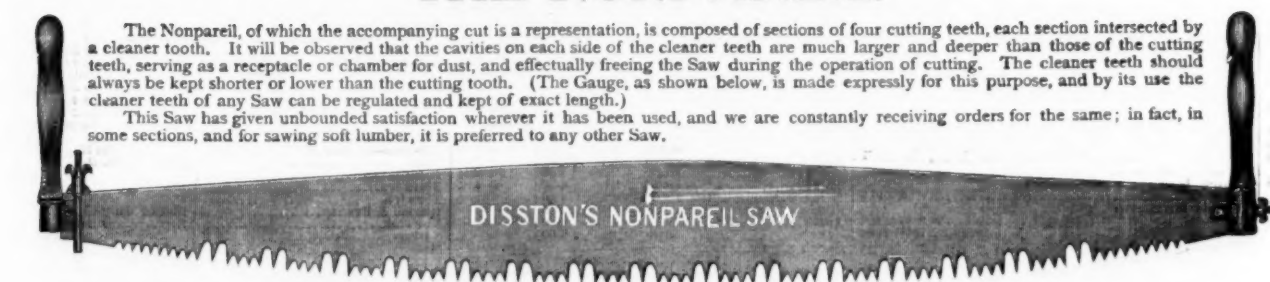 The Nonpareil, of which the accompanying cut is a representation, is composed of sections of four cutting teeth, each section intersected by
a cleaner tooth. It will be observed that the cavities on each side of the cleaner teeth are much larger and deeper than those of the cutting
teeth, serving as a receptacle or chamber for dust, and effectually freeing the Saw during the operation of cutting. The cleaner teeth should
always be kept shorter or lower than the cutting tooth. (The Gauge, as shown below, is made expressly for this purpose, and by its use the
cleaner teeth of any Saw can be regulated and kept of exact length.)
This Saw has given unbounded satisfaction wherever it has been used, and we are constantly receiving orders for the same; in fact, in
some sections, and for sawing soft lumber, it is preferred to any other Saw.
DISSTON'S NONPAREIL SAW